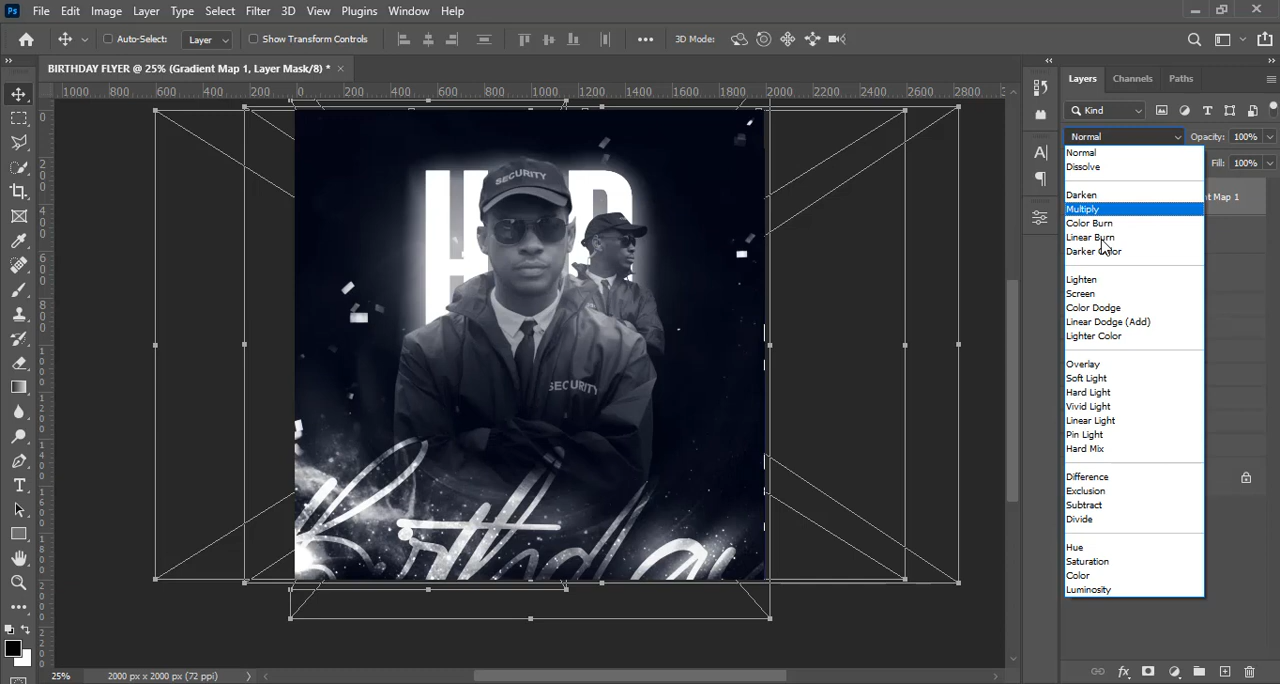 Ps File Edit Image Layer Type Select Filter 3D View Plugins Window Help
Auto-Select: Layer Show Transform Controls 3D Mode:
BIRTHDAY FLYER @ 25% (Gradient Map 1, Layer Mask/8) *
1000 800 600 400 200 0 200 400 600 800 1000 1200 1400 1600 1800 2000 2200 2400 2600 2800
Layers Channels Paths
Kind
Normal Opacity: 100%
Fill: 100%
Normal
Dissolve
Darken
Multiply
Color Burn
Linear Burn
Darker Color
Lighten
Screen
Color Dodge
Linear Dodge (Add)
Lighter Color
Overlay
Soft Light
Hard Light
Vivid Light
Linear Light
Pin Light
Hard Mix
Difference
Exclusion
Subtract
Divide
Hue
Saturation
Color
Luminosity
nt Map 1
SECURITY
SECURITY
Birthday
25% 2000 px x 2000 px (72 ppi)